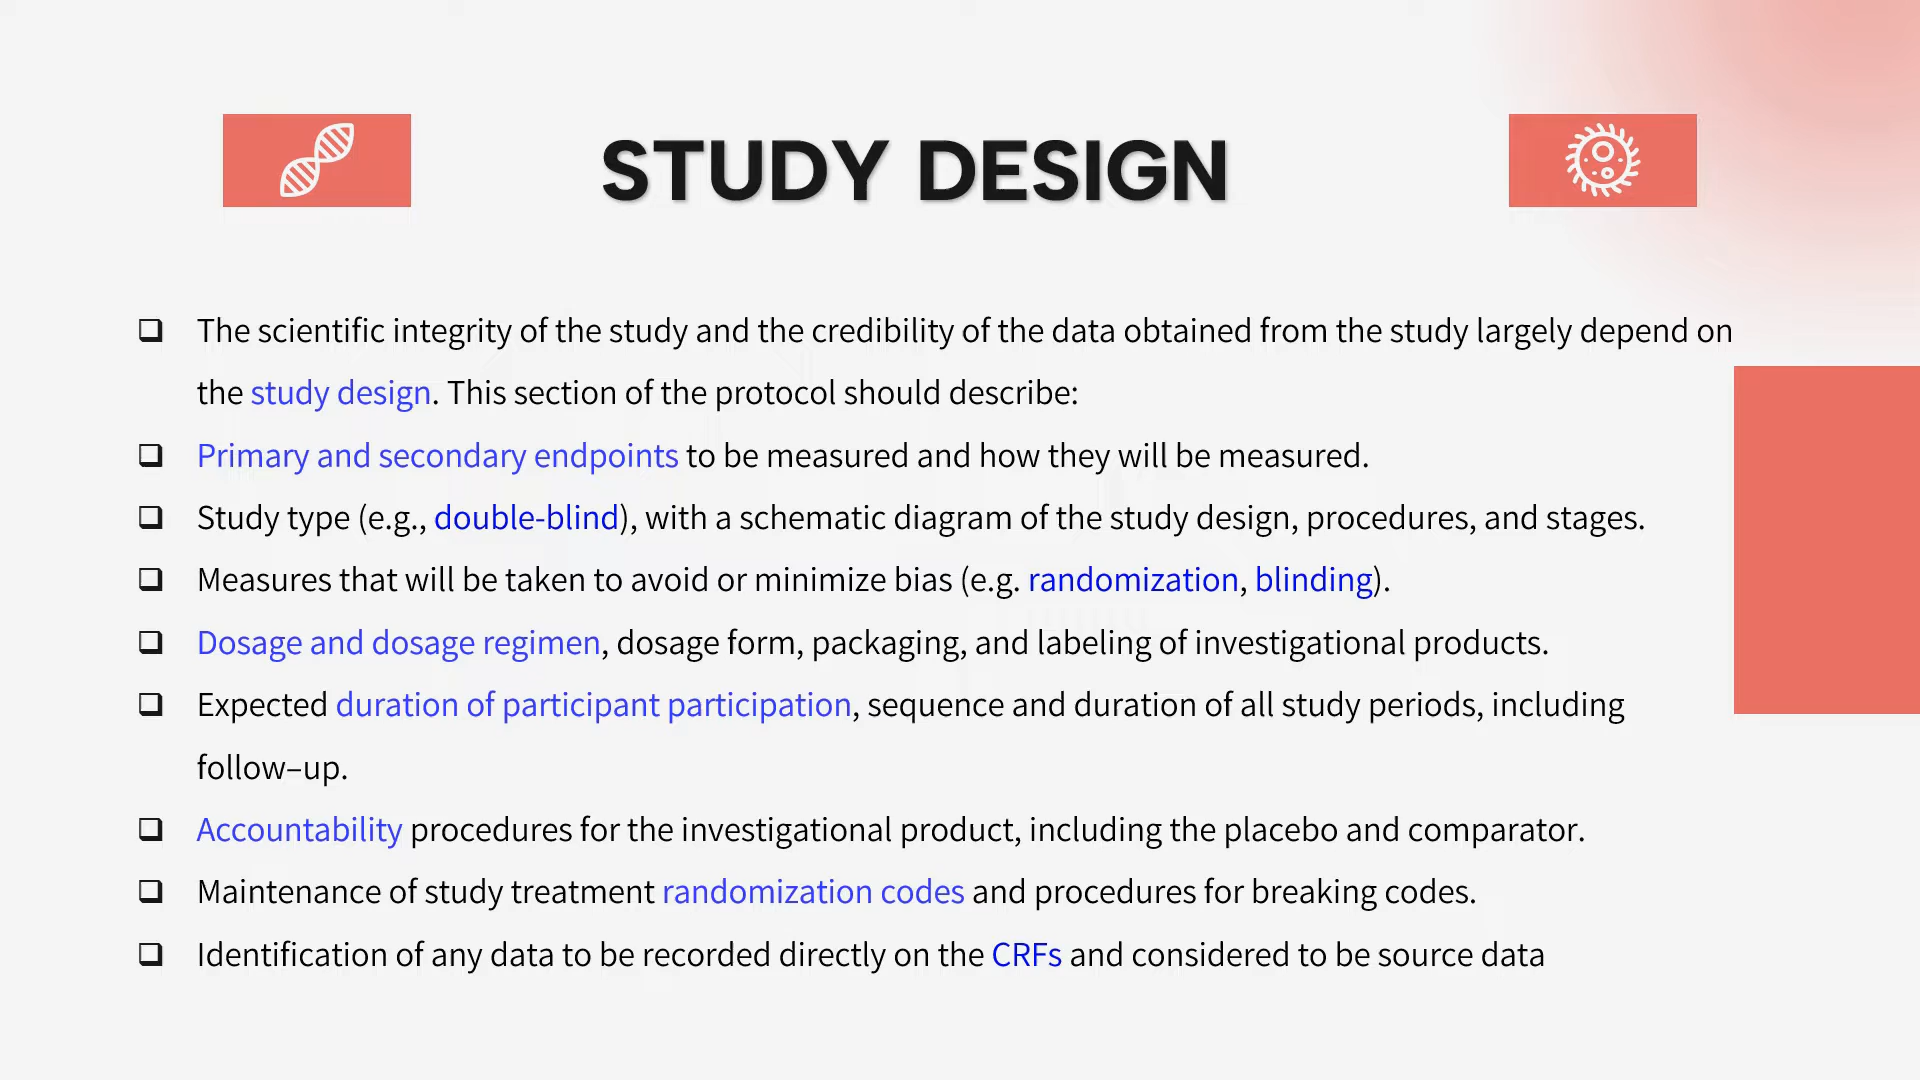 STUDY DESIGN
❑ The scientific integrity of the study and the credibility of the data obtained from the study largely depend on
the study design. This section of the protocol should describe:
❑ Primary and secondary endpoints to be measured and how they will be measured.
❑ Study type (e.g., double-blind), with a schematic diagram of the study design, procedures, and stages.
❑ Measures that will be taken to avoid or minimize bias (e.g. randomization, blinding).
❑ Dosage and dosage regimen, dosage form, packaging, and labeling of investigational products.
❑ Expected duration of participant participation, sequence and duration of all study periods, including
follow–up.
❑ Accountability procedures for the investigational product, including the placebo and comparator.
❑ Maintenance of study treatment randomization codes and procedures for breaking codes.
❑ Identification of any data to be recorded directly on the CRFs and considered to be source data